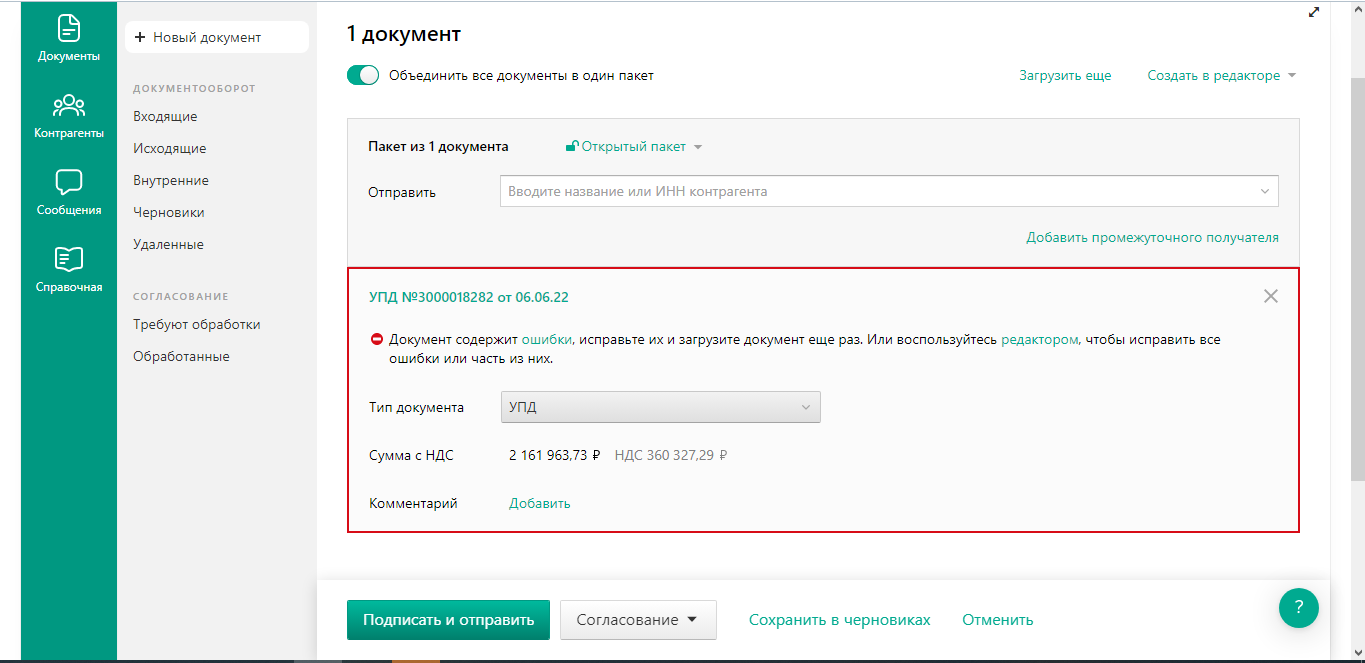 Документы
Контрагенты
Сообщения
Справочная
+ Новый документ
ДОКУМЕНТООБОРОТ
Входящие
Исходящие
Внутренние
Черновики
Удаленные
СОГЛАСОВАНИЕ
Требуют обработки
Обработанные
1 документ
Объединить все документы в один пакет
Загрузить еще
Создать в редакторе
Пакет из 1 документа
Открытый пакет
Отправить
Введите название или ИНН контрагента
Добавить промежуточного получателя
УПД №3000018282 от 06.06.22
Документ содержит ошибки, исправьте их и загрузите документ еще раз. Или воспользуйтесь редактором, чтобы исправить все
ошибки или часть из них.
Тип документа
УПД
Сумма с НДС
2 161 963,73 ₽ НДС 360 327,29 ₽
Комментарий
Добавить
Подписать и отправить
Согласование
Сохранить в черновиках
Отменить
?